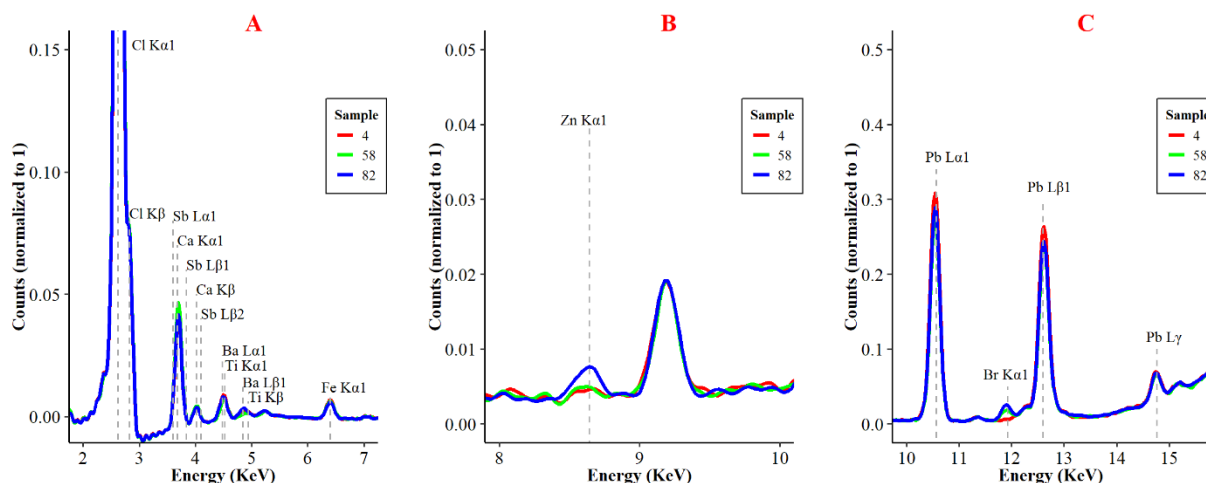 A
Counts (normalized to 1)
0.15
0.10
0.05
0.00
Cl Kα1
Cl Kβ
Sb Lα1
Ca Kα1
Sb Lβ1
Ca Kβ
Sb Lβ2
Ba Lα1
Ti Kα1
Ba Lβ1
Ti Kβ
Fe Kα1
Sample
4
58
82
2 3 4 5 6 7
Energy (KeV)
B
Counts (normalized to 1)
0.05
0.04
0.03
0.02
0.01
0.00
Zn Kα1
Sample
4
58
82
8 9 10
Energy (KeV)
C
Counts (normalized to 1)
0.5
0.4
0.3
0.2
0.1
0.0
Pb Lα1
Br Kα1
Pb Lβ1
Pb Lγ
Sample
4
58
82
10 11 12 13 14 15
Energy (KeV)